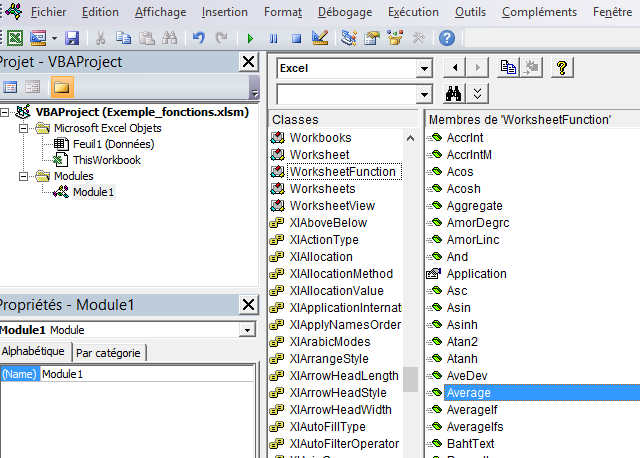 Fichier Edition Affichage Insertion Format Débogage Exécution Outils Compléments Fenêtre
Projet - VBAProject
VBAProject (Exemple_fonctions.xlsm)
Microsoft Excel Objets
Feuil1 (Données)
ThisWorkbook
Modules
Module1
Propriétés - Module1
Module1 Module
Alphabétique Par catégorie
(Name) Module1
Excel
Classes
Workbooks
Worksheet
WorksheetFunction
Worksheets
WorksheetView
XlAboveBelow
XlActionType
XlAllocation
XlAllocationMethod
XlAllocationValue
XlApplicationInternat
XlApplyNamesOrder
XlArabicModes
XlArrangeStyle
XlArrowHeadLength
XlArrowHeadStyle
XlArrowHeadWidth
XlAutoFillType
XlAutoFilterOperator
Membres de 'WorksheetFunction'
AccrInt
AccrIntM
Acos
Acosh
Aggregate
AmorDegrc
AmorLinc
And
Application
Asc
Asin
Asinh
Atan2
Atanh
AveDev
Average
AverageIf
AverageIfs
BahtText